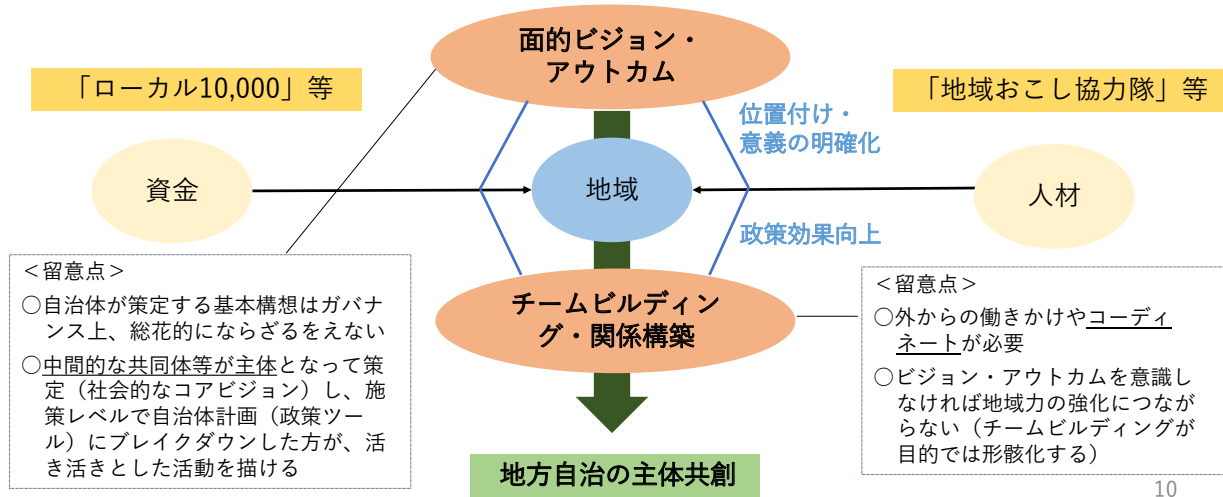 面的ビジョン・
アウトカム
「ローカル10,000」等
「地域おこし協力隊」等
位置付け・
意義の明確化
資金
地域
人材
政策効果向上
＜留意点＞
○自治体が策定する基本構想はガバナ
ンス上、総花的にならざるをえない
○中間的な共同体等が主体となって策
定（社会的なコアビジョン）し、施
策レベルで自治体計画（政策ツー
ル）にブレイクダウンした方が、活
き活きとした活動を描ける
チームビルディン
グ・関係構築
＜留意点＞
○外からの働きかけやコーディ
ネートが必要
○ビジョン・アウトカムを意識し
なければ地域力の強化につなが
らない（チームビルディングが
目的では形骸化する）
地方自治の主体共創
10